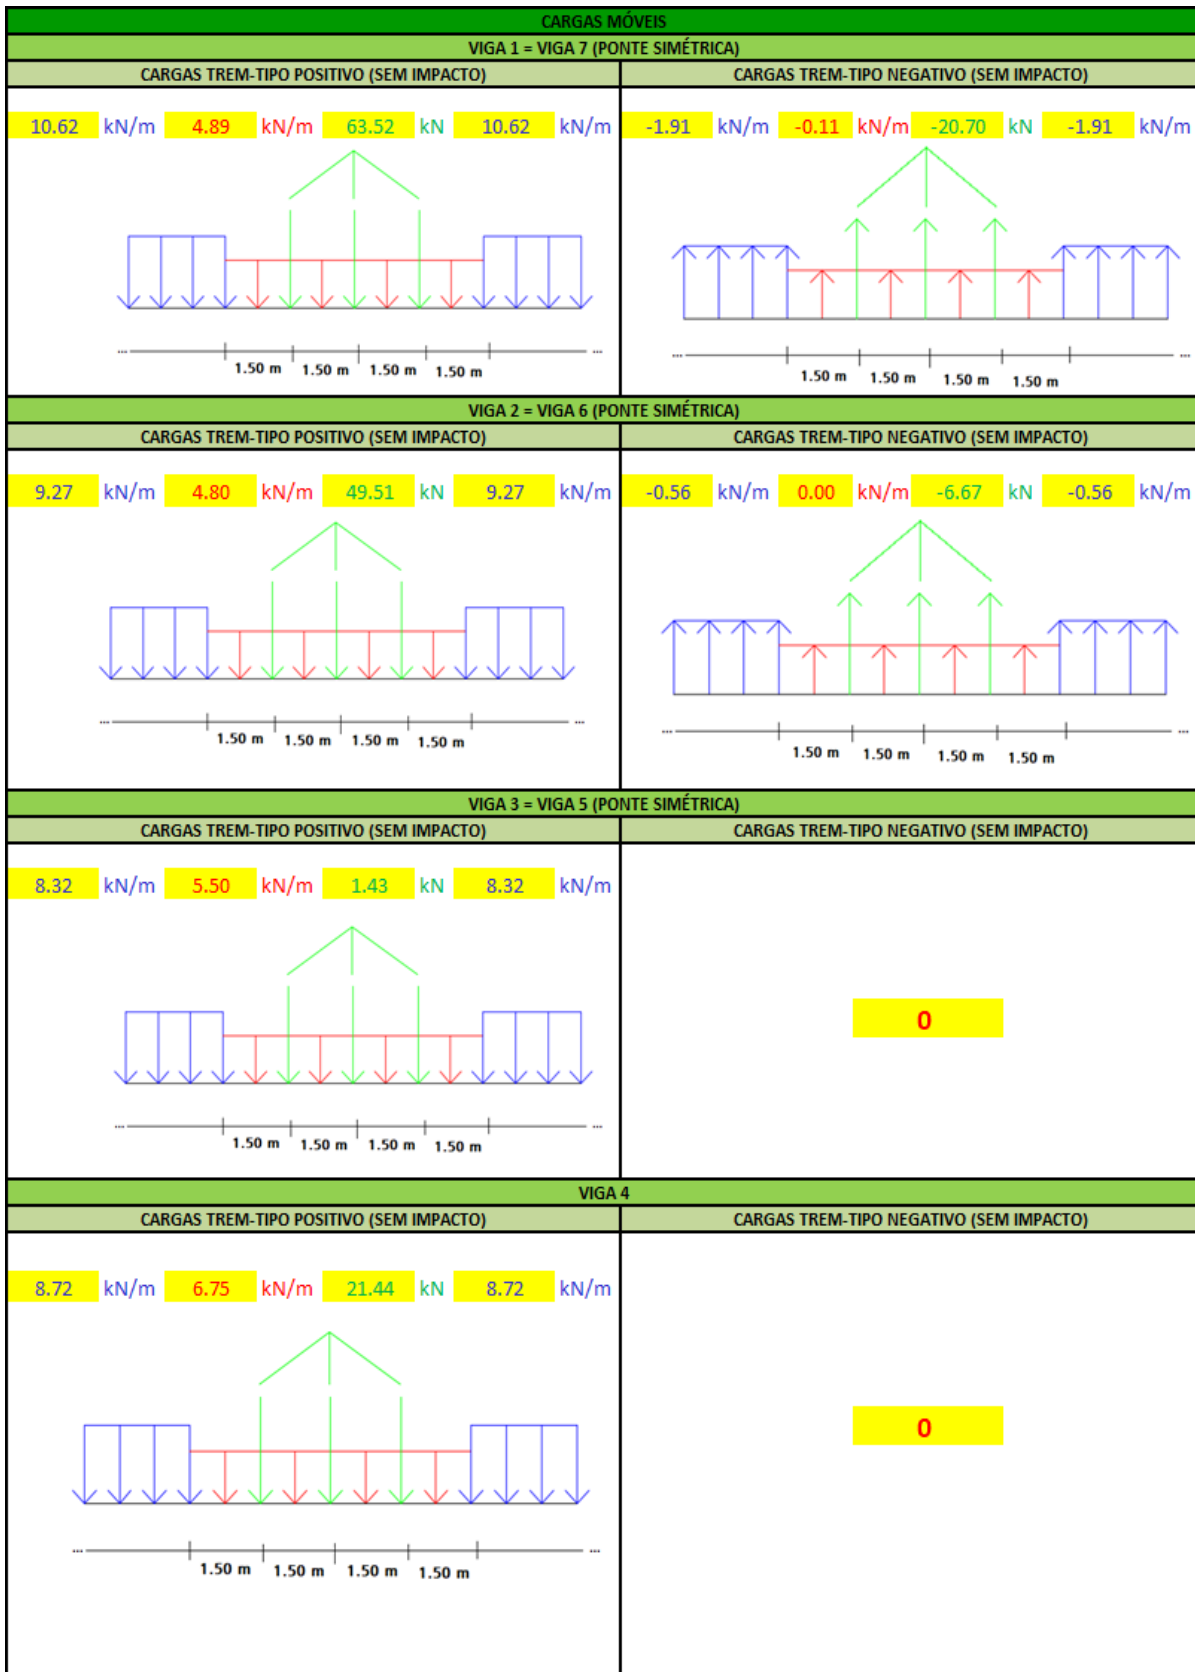 CARGAS MÓVEIS
VIGA 1 = VIGA 7 (PONTE SIMÉTRICA)
CARGAS TREM-TIPO POSITIVO (SEM IMPACTO)
CARGAS TREM-TIPO NEGATIVO (SEM IMPACTO)
10.62 kN/m 4.89 kN/m 63.52 kN 10.62 kN/m
-1.91 kN/m -0.11 kN/m -20.70 kN -1.91 kN/m
... 1.50 m 1.50 m 1.50 m 1.50 m ...
... 1.50 m 1.50 m 1.50 m 1.50 m ...
VIGA 2 = VIGA 6 (PONTE SIMÉTRICA)
CARGAS TREM-TIPO POSITIVO (SEM IMPACTO)
CARGAS TREM-TIPO NEGATIVO (SEM IMPACTO)
9.27 kN/m 4.80 kN/m 49.51 kN 9.27 kN/m
-0.56 kN/m 0.00 kN/m -6.67 kN -0.56 kN/m
... 1.50 m 1.50 m 1.50 m 1.50 m ...
... 1.50 m 1.50 m 1.50 m 1.50 m ...
VIGA 3 = VIGA 5 (PONTE SIMÉTRICA)
CARGAS TREM-TIPO POSITIVO (SEM IMPACTO)
CARGAS TREM-TIPO NEGATIVO (SEM IMPACTO)
8.32 kN/m 5.50 kN/m 1.43 kN 8.32 kN/m
0
... 1.50 m 1.50 m 1.50 m 1.50 m ...
VIGA 4
CARGAS TREM-TIPO POSITIVO (SEM IMPACTO)
CARGAS TREM-TIPO NEGATIVO (SEM IMPACTO)
8.72 kN/m 6.75 kN/m 21.44 kN 8.72 kN/m
0
... 1.50 m 1.50 m 1.50 m 1.50 m ...